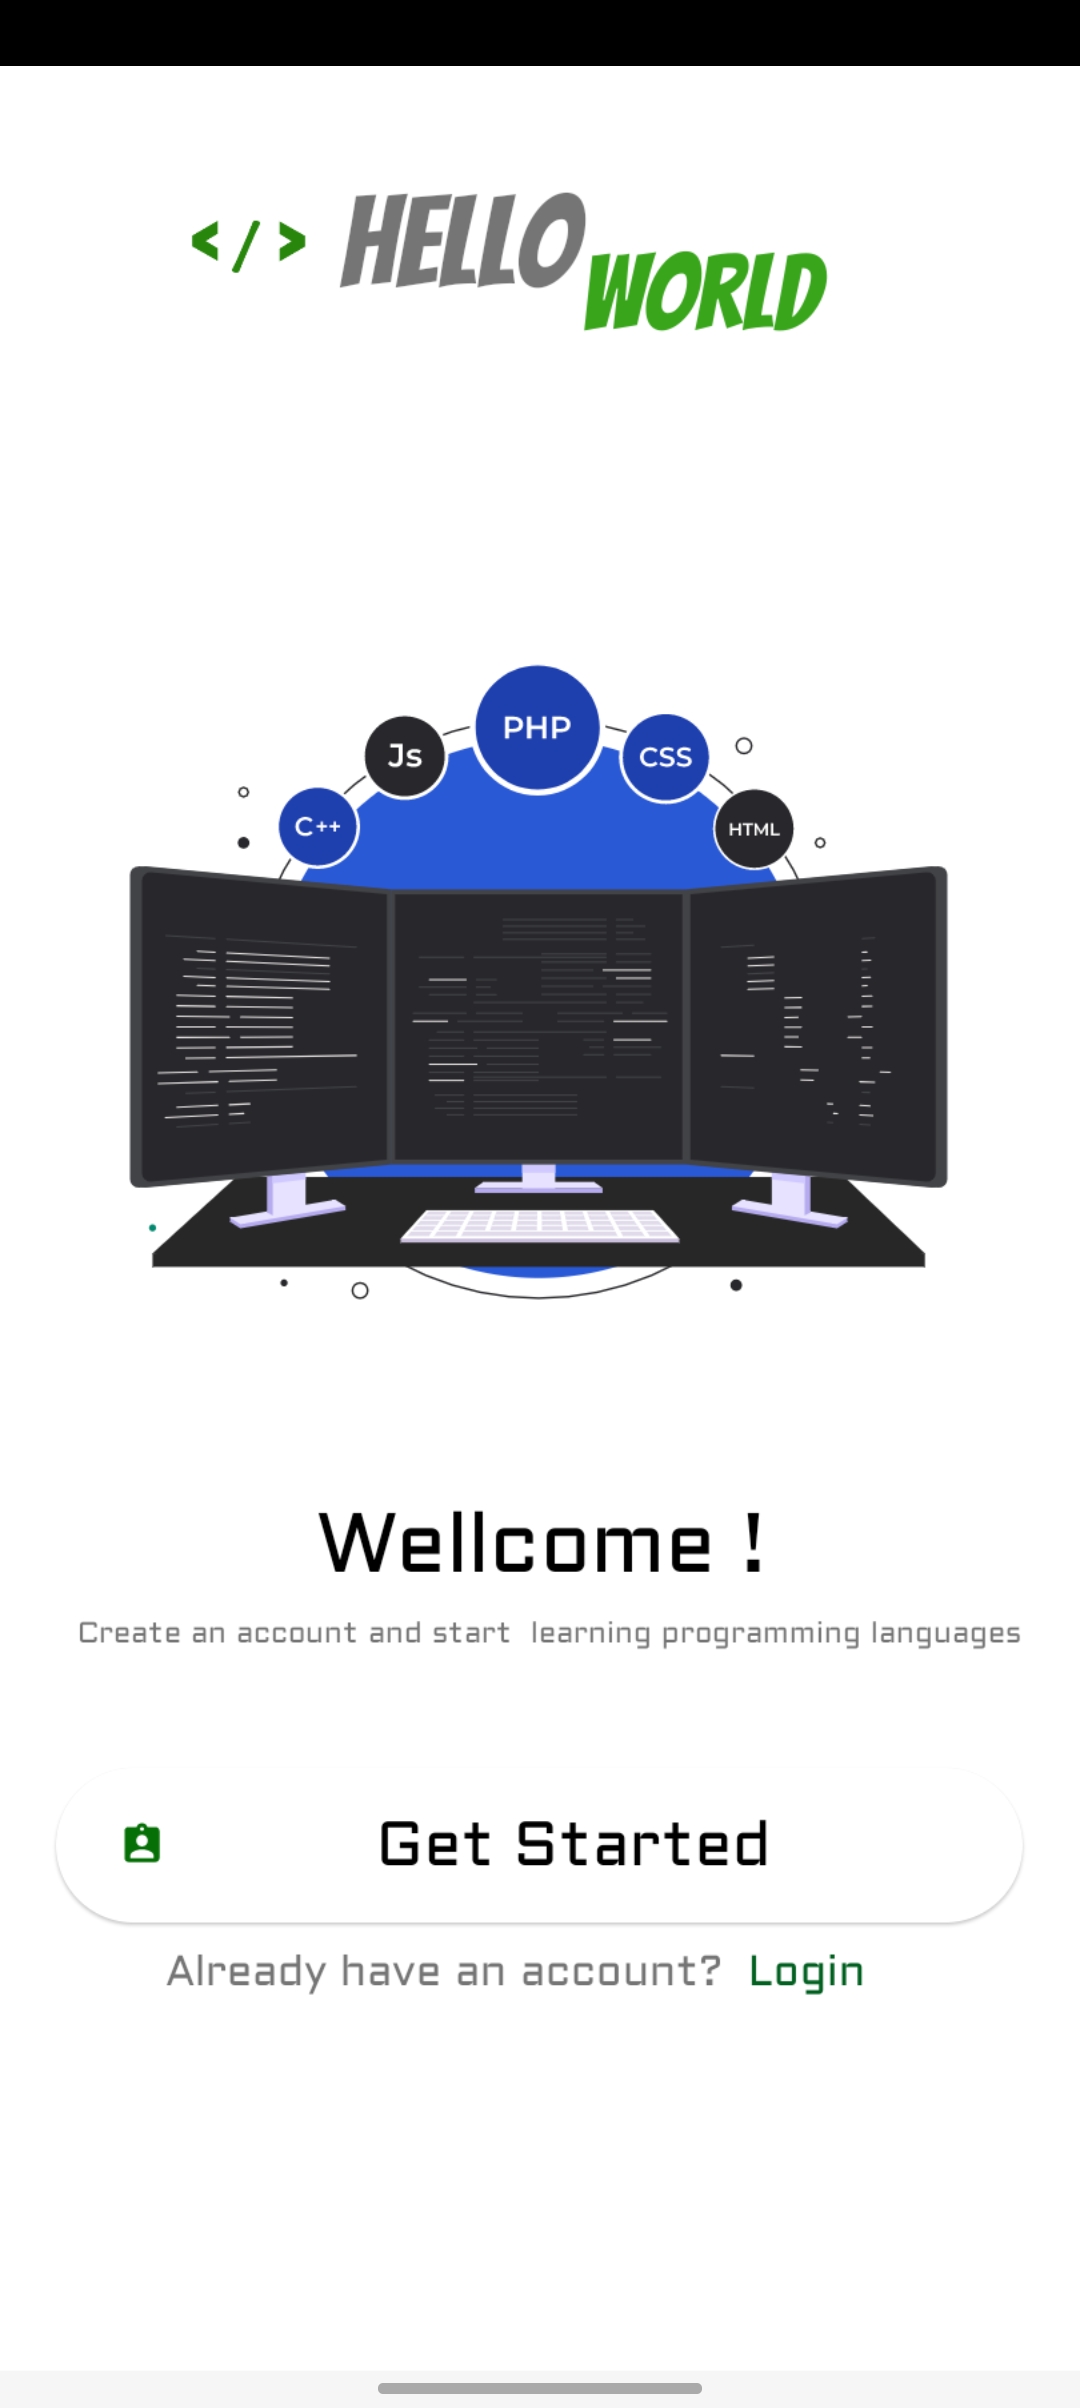 </> HELLO
WORLD
PHP
Js
CSS
C++
HTML
Wellcome !
Create an account and start  learning programming languages
Get Started
Already have an account?  Login